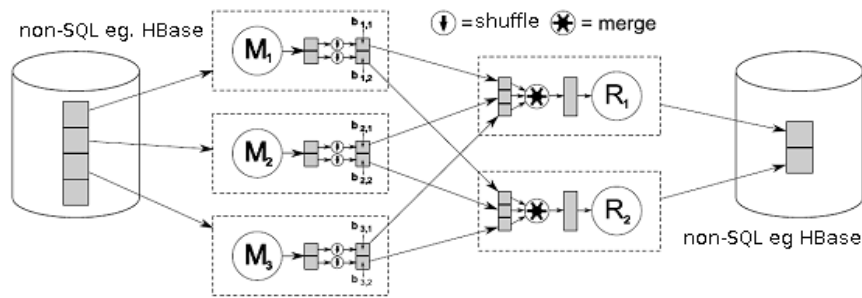 non-SQL eg. HBase
=shuffle
=merge
M1
b1,1
b1,2
M2
b2,1
b2,2
M3
b3,1
b3,2
R1
R2
non-SQL eg HBase